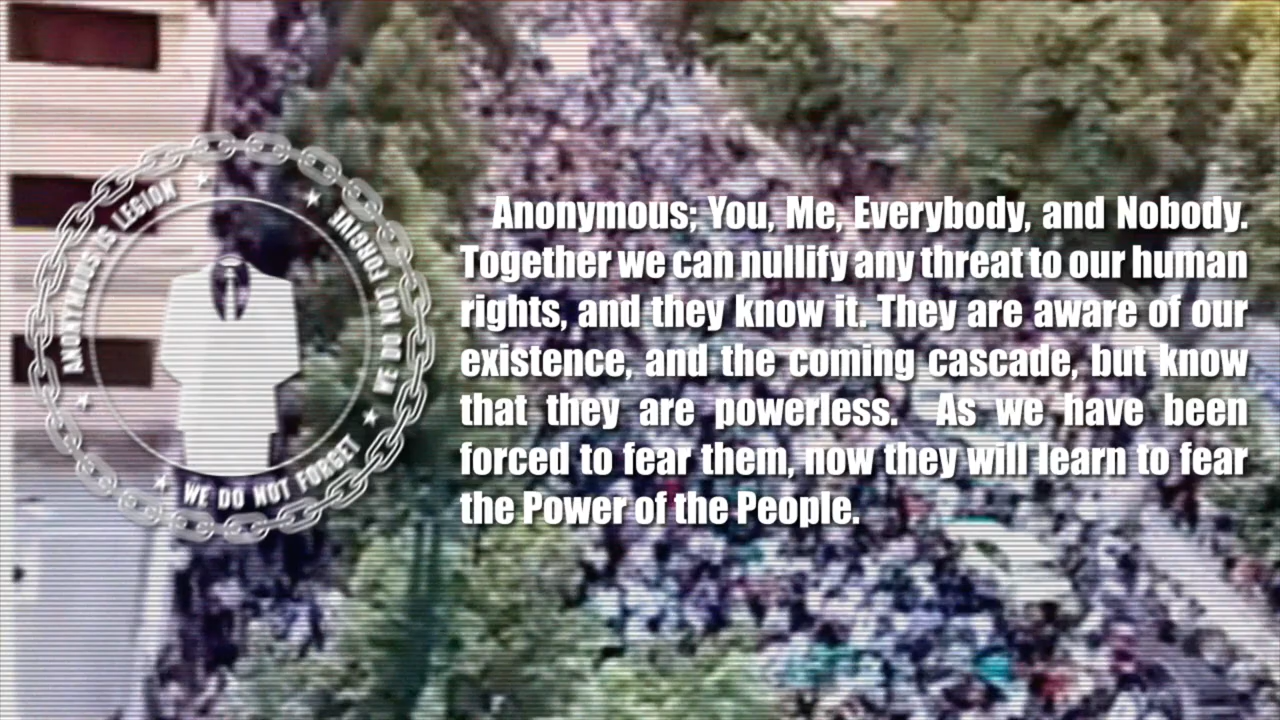 ANONYMOUS IS LEGION
WE DO NOT FORGIVE
WE DO NOT FORGET
Anonymous; You, Me, Everybody, and Nobody.
Together we can nullify any threat to our human
rights, and they know it. They are aware of our
existence, and the coming cascade, but know
that they are powerless. As we have been
forced to fear them, now they will learn to fear
the Power of the People.